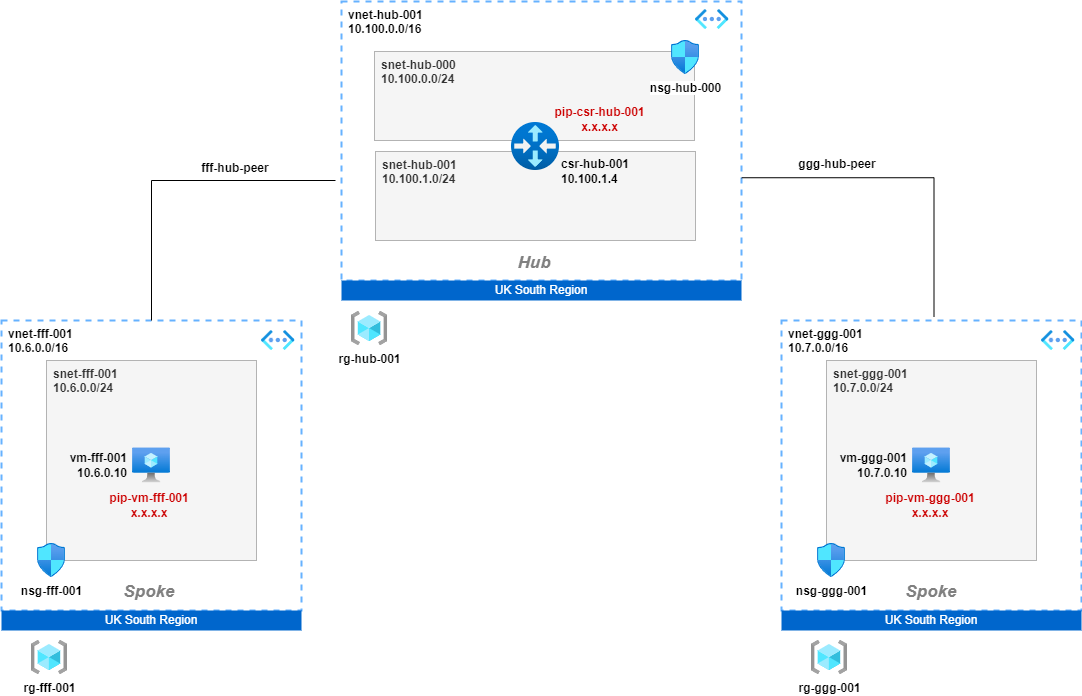 vnet-hub-001
10.100.0.0/16
snet-hub-000
10.100.0.0/24
nsg-hub-000
pip-csr-hub-001
x.x.x.x
csr-hub-001
10.100.1.4
snet-hub-001
10.100.1.0/24
Hub
UK South Region
rg-hub-001
fff-hub-peer
ggg-hub-peer
vnet-fff-001
10.6.0.0/16
snet-fff-001
10.6.0.0/24
vm-fff-001
10.6.0.10
pip-vm-fff-001
x.x.x.x
nsg-fff-001
Spoke
UK South Region
rg-fff-001
vnet-ggg-001
10.7.0.0/16
snet-ggg-001
10.7.0.0/24
vm-ggg-001
10.7.0.10
pip-vm-ggg-001
x.x.x.x
nsg-ggg-001
Spoke
UK South Region
rg-ggg-001